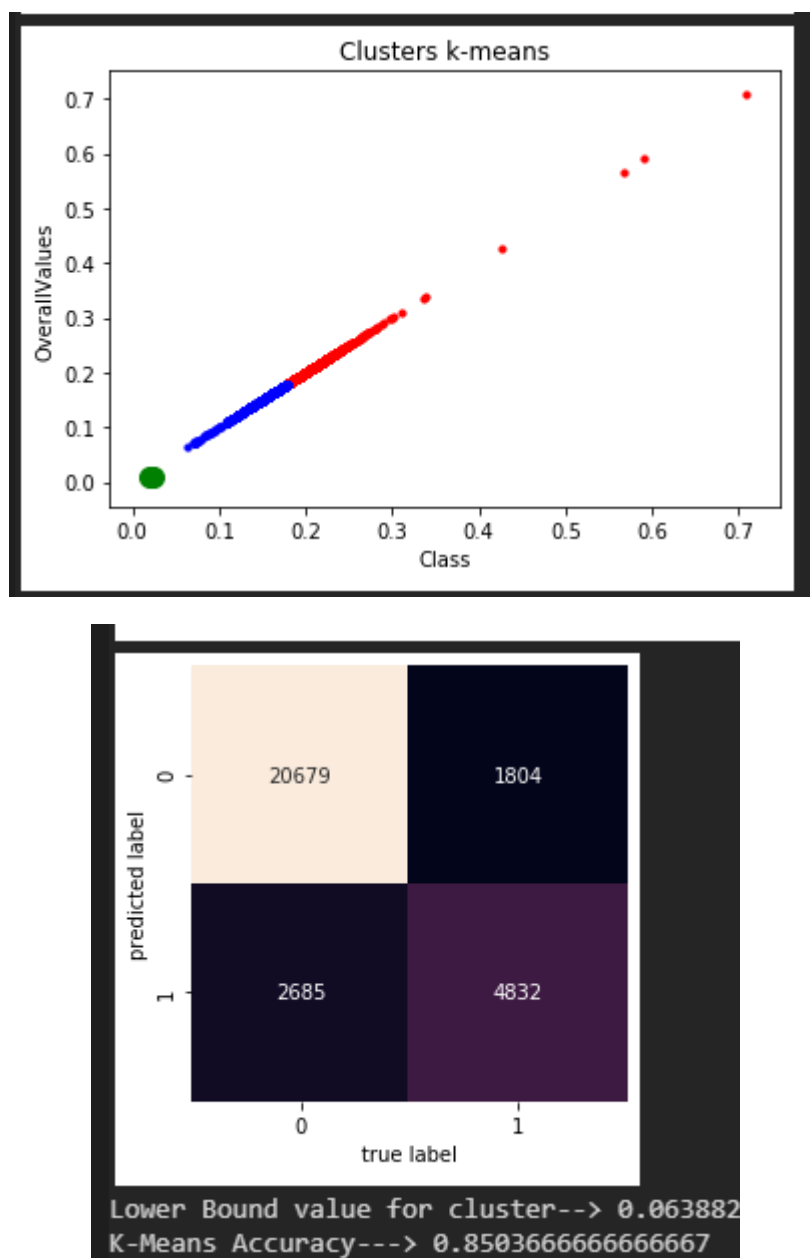 Clusters k-means
0.7
0.6
0.5
0.4
0.3
0.2
0.1
0.0
OverallValues
0.0 0.1 0.2 0.3 0.4 0.5 0.6 0.7
Class
predicted label
0
20679 1804
1
2685 4832
0 1
true label
Lower Bound value for cluster--> 0.063882
K-Means Accuracy---> 0.8503666666666667